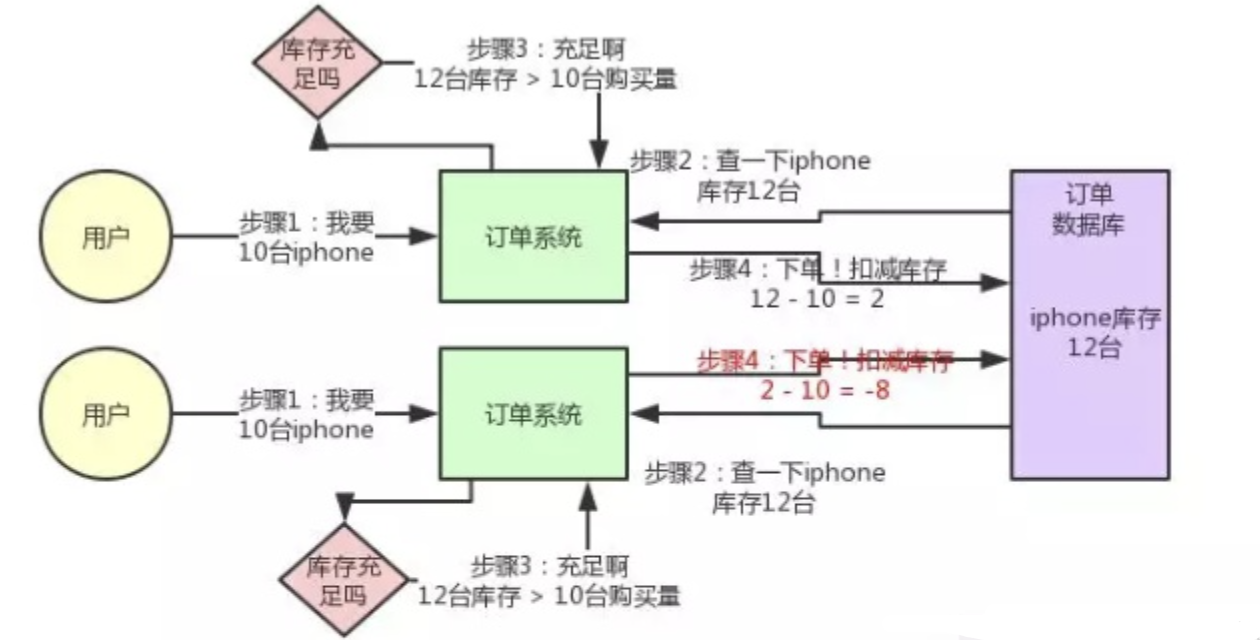 库存充
足吗
步骤3：充足啊
12台库存 > 10台购买量
步骤2：查一下iphone
库存12台
用户
步骤1：我要
10台iphone
订单系统
步骤4：下单！扣减库存
12 - 10 = 2
订单
数据库
iphone库存
12台
用户
步骤1：我要
10台iphone
订单系统
步骤4：下单！扣减库存
2 - 10 = -8
步骤2：查一下iphone
库存12台
库存充
足吗
步骤3：充足啊
12台库存 > 10台购买量